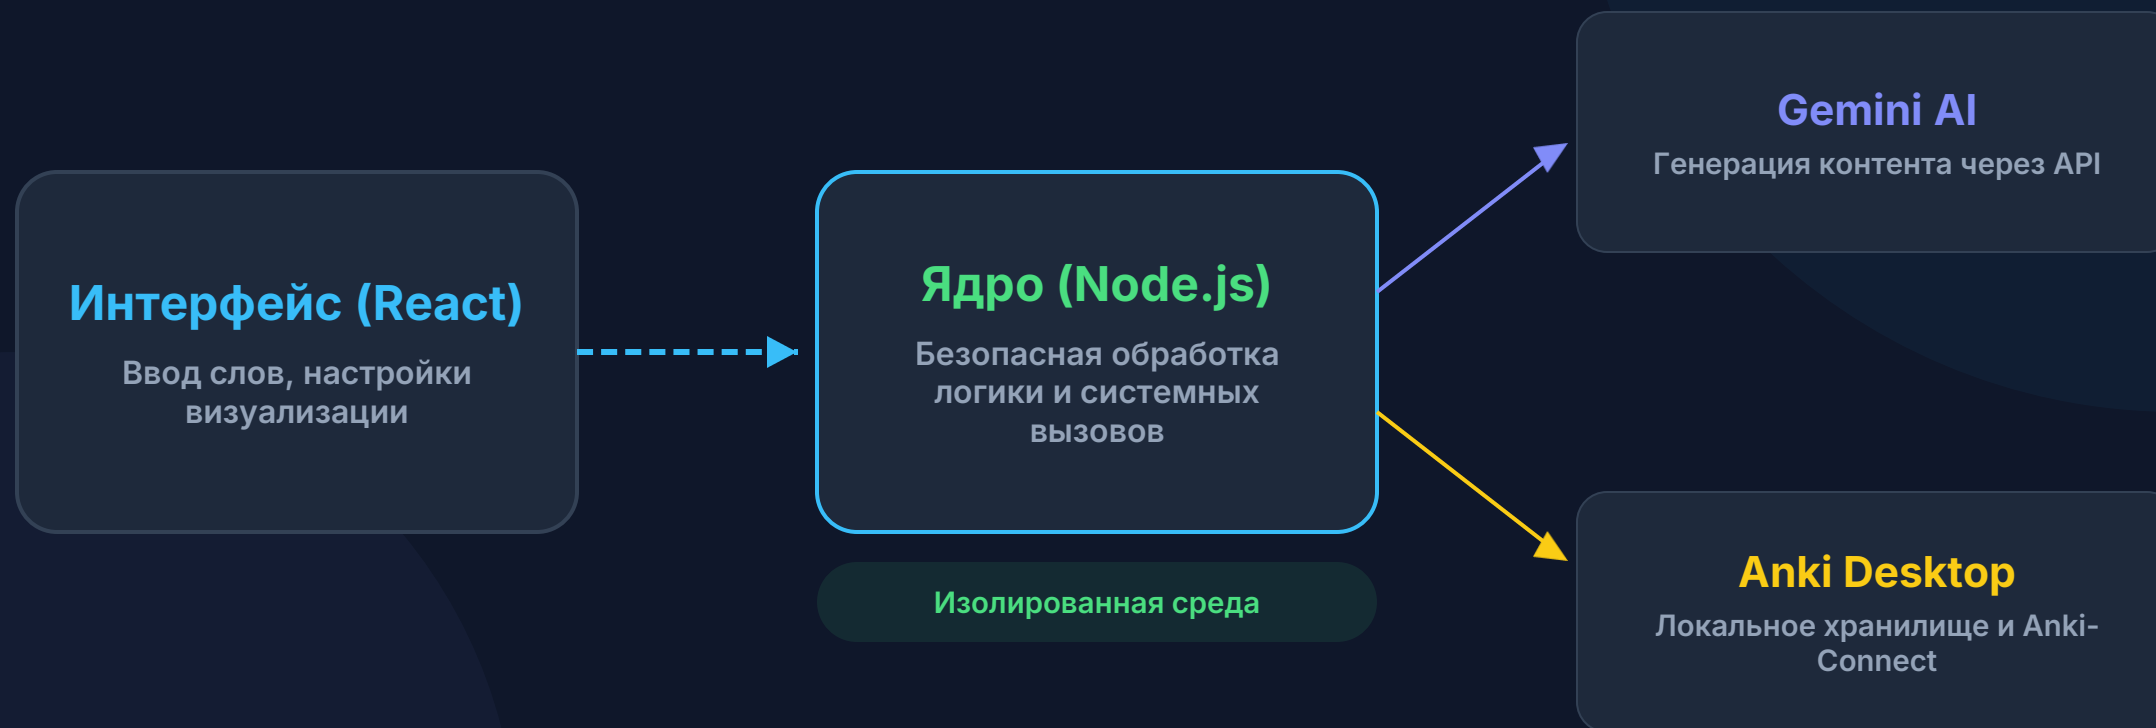 Интерфейс (React)
Ввод слов, настройки
визуализации
Ядро (Node.js)
Безопасная обработка
логики и системных
вызовов
Изолированная среда
Gemini AI
Генерация контента через API
Anki Desktop
Локальное хранилище и Anki-
Connect